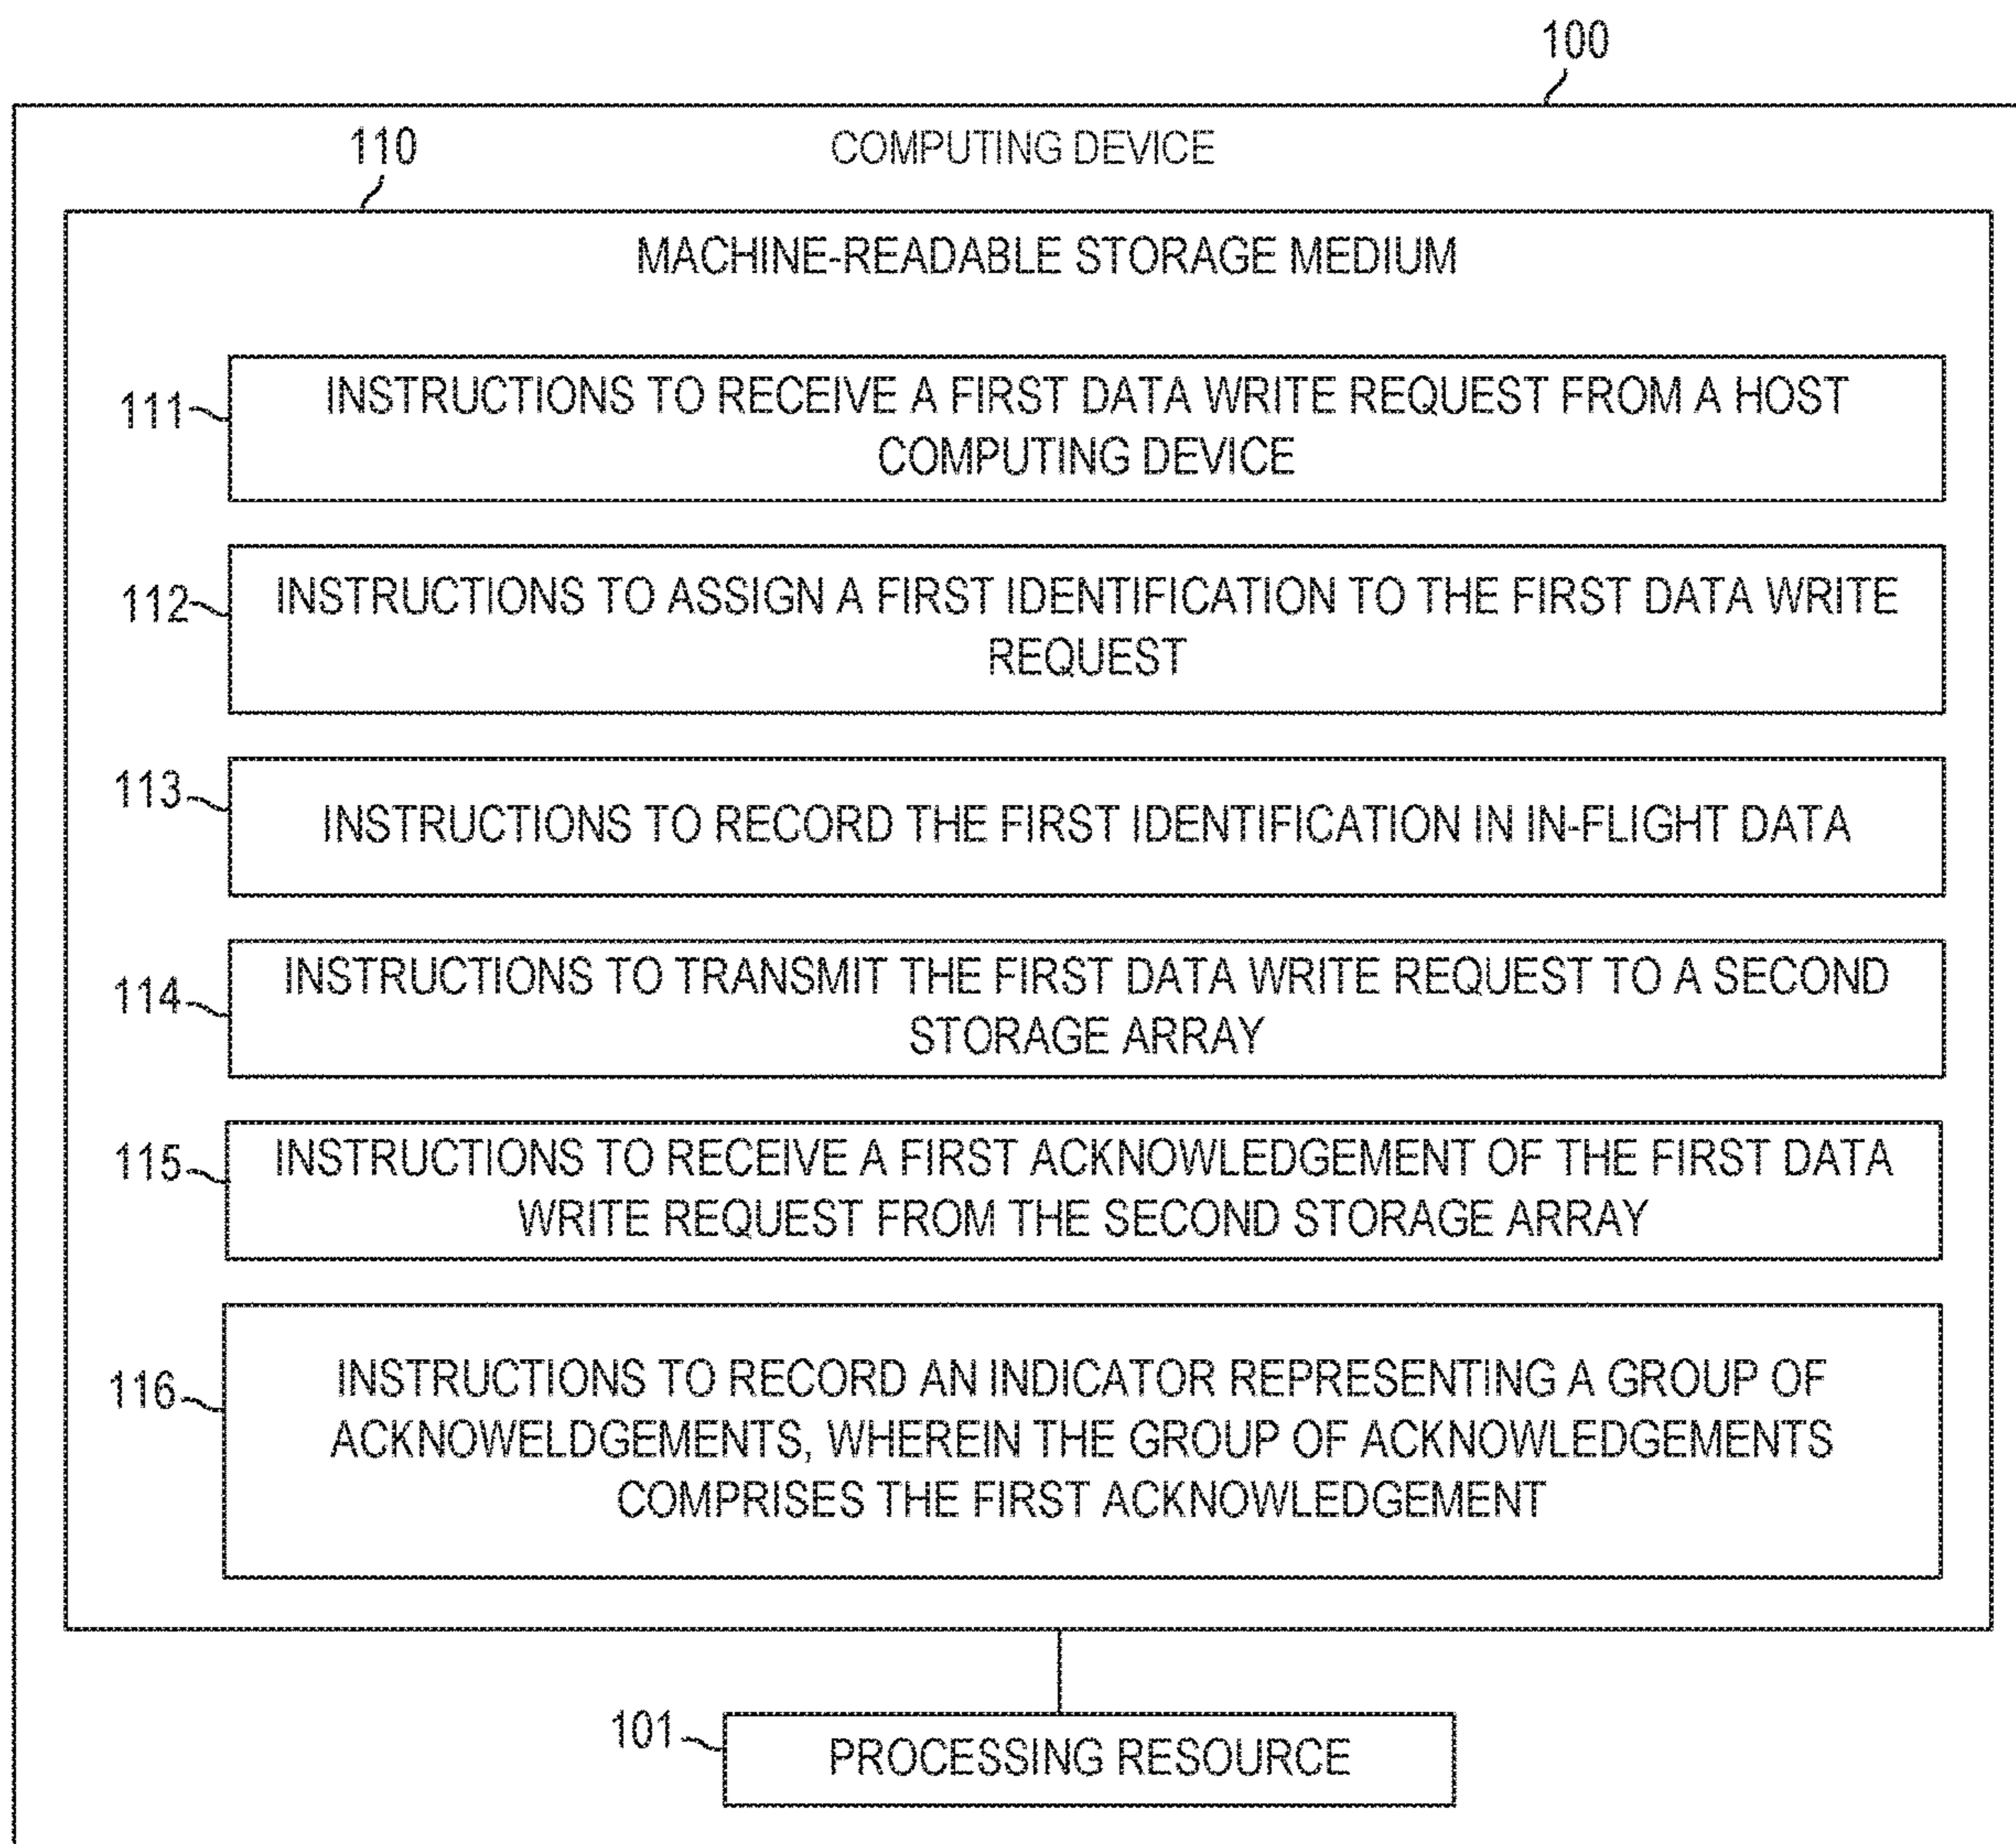 100
110
COMPUTING DEVICE
MACHINE-READABLE STORAGE MEDIUM
111
INSTRUCTIONS TO RECEIVE A FIRST DATA WRITE REQUEST FROM A HOST
COMPUTING DEVICE
112
INSTRUCTIONS TO ASSIGN A FIRST IDENTIFICATION TO THE FIRST DATA WRITE
REQUEST
113
INSTRUCTIONS TO RECORD THE FIRST IDENTIFICATION IN IN-FLIGHT DATA
114
INSTRUCTIONS TO TRANSMIT THE FIRST DATA WRITE REQUEST TO A SECOND
STORAGE ARRAY
115
INSTRUCTIONS TO RECEIVE A FIRST ACKNOWLEDGEMENT OF THE FIRST DATA
WRITE REQUEST FROM THE SECOND STORAGE ARRAY
116
INSTRUCTIONS TO RECORD AN INDICATOR REPRESENTING A GROUP OF
ACKNOWELDGEMENTS, WHEREIN THE GROUP OF ACKNOWLEDGEMENTS
COMPRISES THE FIRST ACKNOWLEDGEMENT
101
PROCESSING RESOURCE